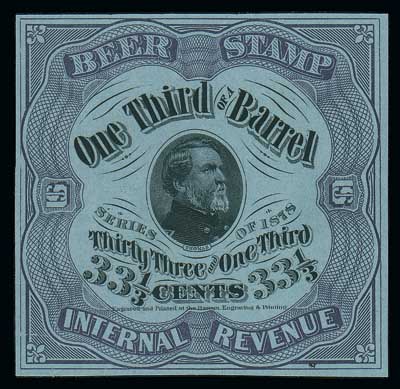 BEER STAMP
One Third OF A Barrel
SERIES OF 1878
THOMAS
Thirty Three and One Third
33 1/3 CENTS 33 1/3
Engraved and Printed at the Bureau, Engraving & Printing.
INTERNAL REVENUE